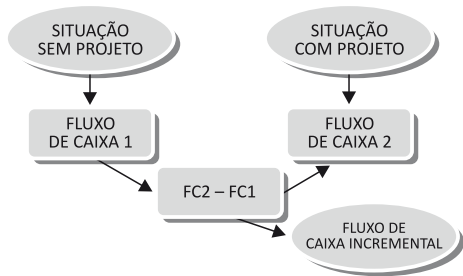 SITUAÇÃO
SEM PROJETO
SITUAÇÃO
COM PROJETO
FLUXO
DE CAIXA 1
FLUXO
DE CAIXA 2
FC2 – FC1
FLUXO DE
CAIXA INCREMENTAL